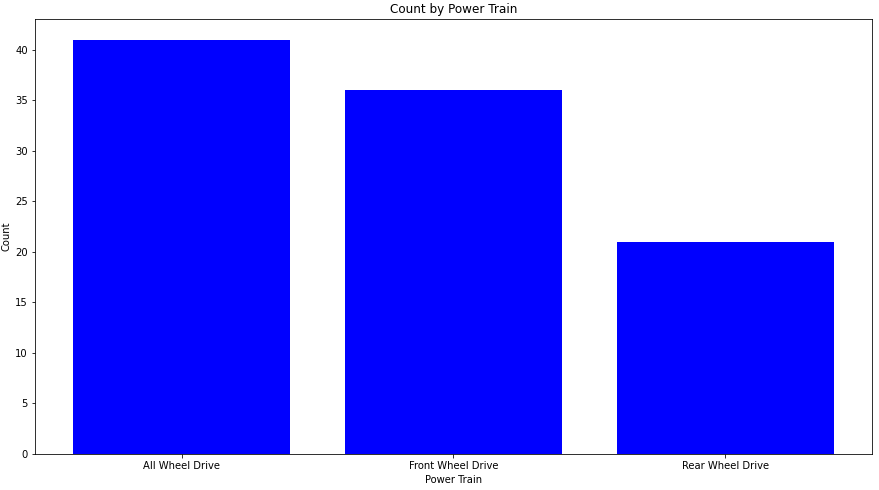 Count by Power Train
40
35
30
25
20
15
10
5
0
Count
All Wheel Drive
Front Wheel Drive
Rear Wheel Drive
Power Train